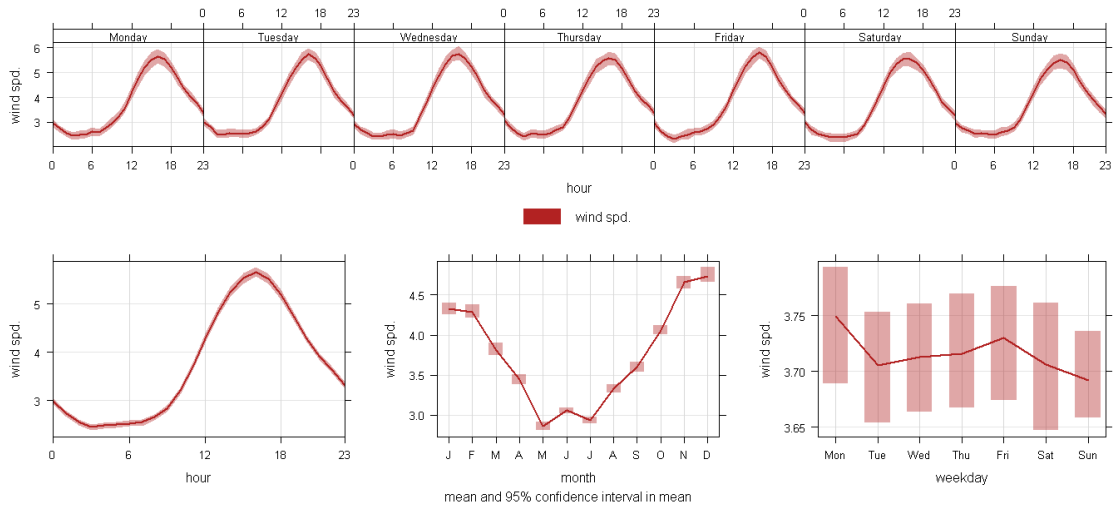 0 6 12 18 23 0 6 12 18 23 0 6 12 18 23
Monday Tuesday Wednesday Thursday Friday Saturday Sunday
6
5
4
3
wind spd.
0 6 12 18 23 0 6 12 18 23 0 6 12 18 23 0 6 12 18 23
hour
wind spd.
5
4
3
wind spd.
0 6 12 18 23
hour
4.5
4.0
3.5
3.0
wind spd.
J F M A M J J A S O N D
month
mean and 95% confidence interval in mean
3.75
3.70
3.65
wind spd.
Mon Tue Wed Thu Fri Sat Sun
weekday